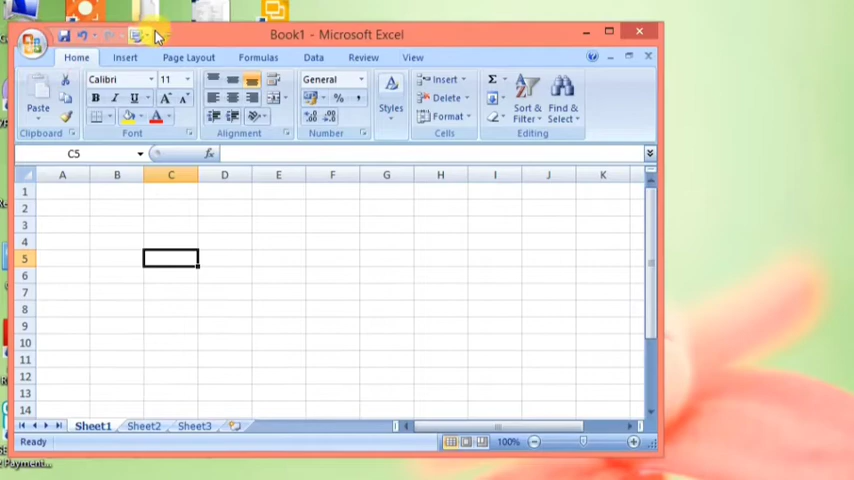 Book1 - Microsoft Excel
Home Insert Page Layout Formulas Data Review View
Calibri 11 General Insert Σ
B I U % , Delete
Paste Styles Format Sort & Filter Find & Select
Clipboard Font Alignment Number Cells Editing
C5 fx
A B C D E F G H I J K
1
2
3
4
5
6
7
8
9
10
11
12
13
14
Sheet1 Sheet2 Sheet3
Ready 100%
Payment...